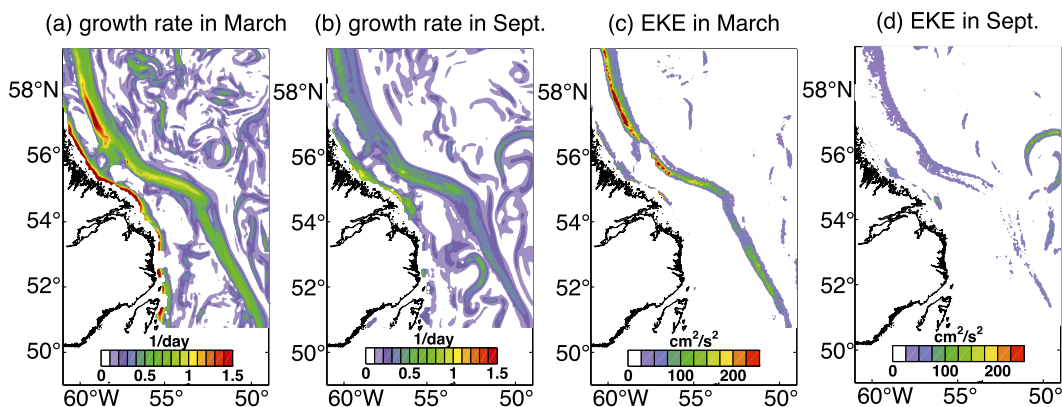 (a) growth rate in March
(b) growth rate in Sept.
(c) EKE in March
(d) EKE in Sept.
58°N
56°
54°
52°
50°
1/day
0 0.5 1 1.5
60°W 55° 50°
58°N
56°
54°
52°
50°
1/day
0 0.5 1 1.5
60°W 55° 50°
58°N
56°
54°
52°
50°
cm²/s²
0 100 200
60°W 55° 50°
58°N
56°
54°
52°
50°
cm²/s²
0 100 200
60°W 55° 50°